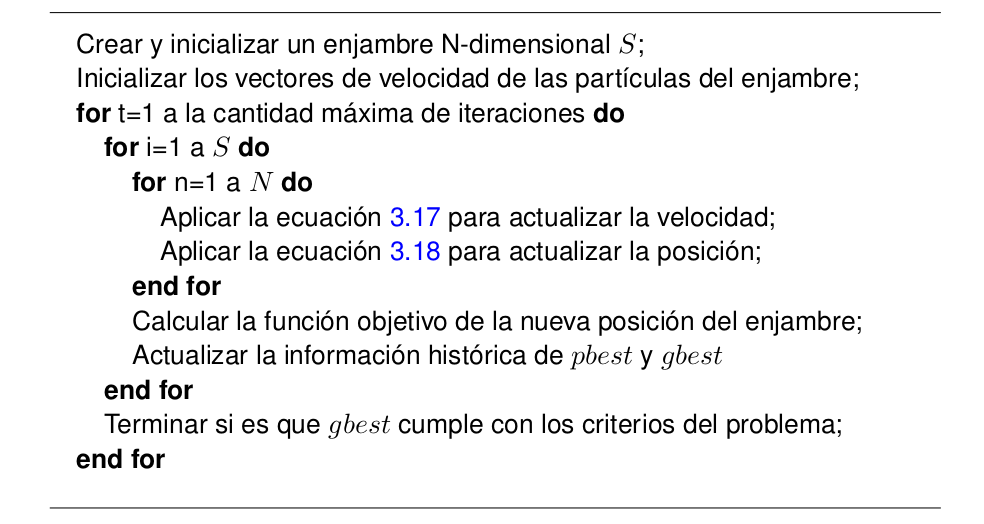 Crear y inicializar un enjambre N-dimensional S;
Inicializar los vectores de velocidad de las partículas del enjambre;
for t=1 a la cantidad máxima de iteraciones do
for i=1 a S do
for n=1 a N do
Aplicar la ecuación 3.17 para actualizar la velocidad;
Aplicar la ecuación 3.18 para actualizar la posición;
end for
Calcular la función objetivo de la nueva posición del enjambre;
Actualizar la información histórica de pbest y gbest
end for
Terminar si es que gbest cumple con los criterios del problema;
end for